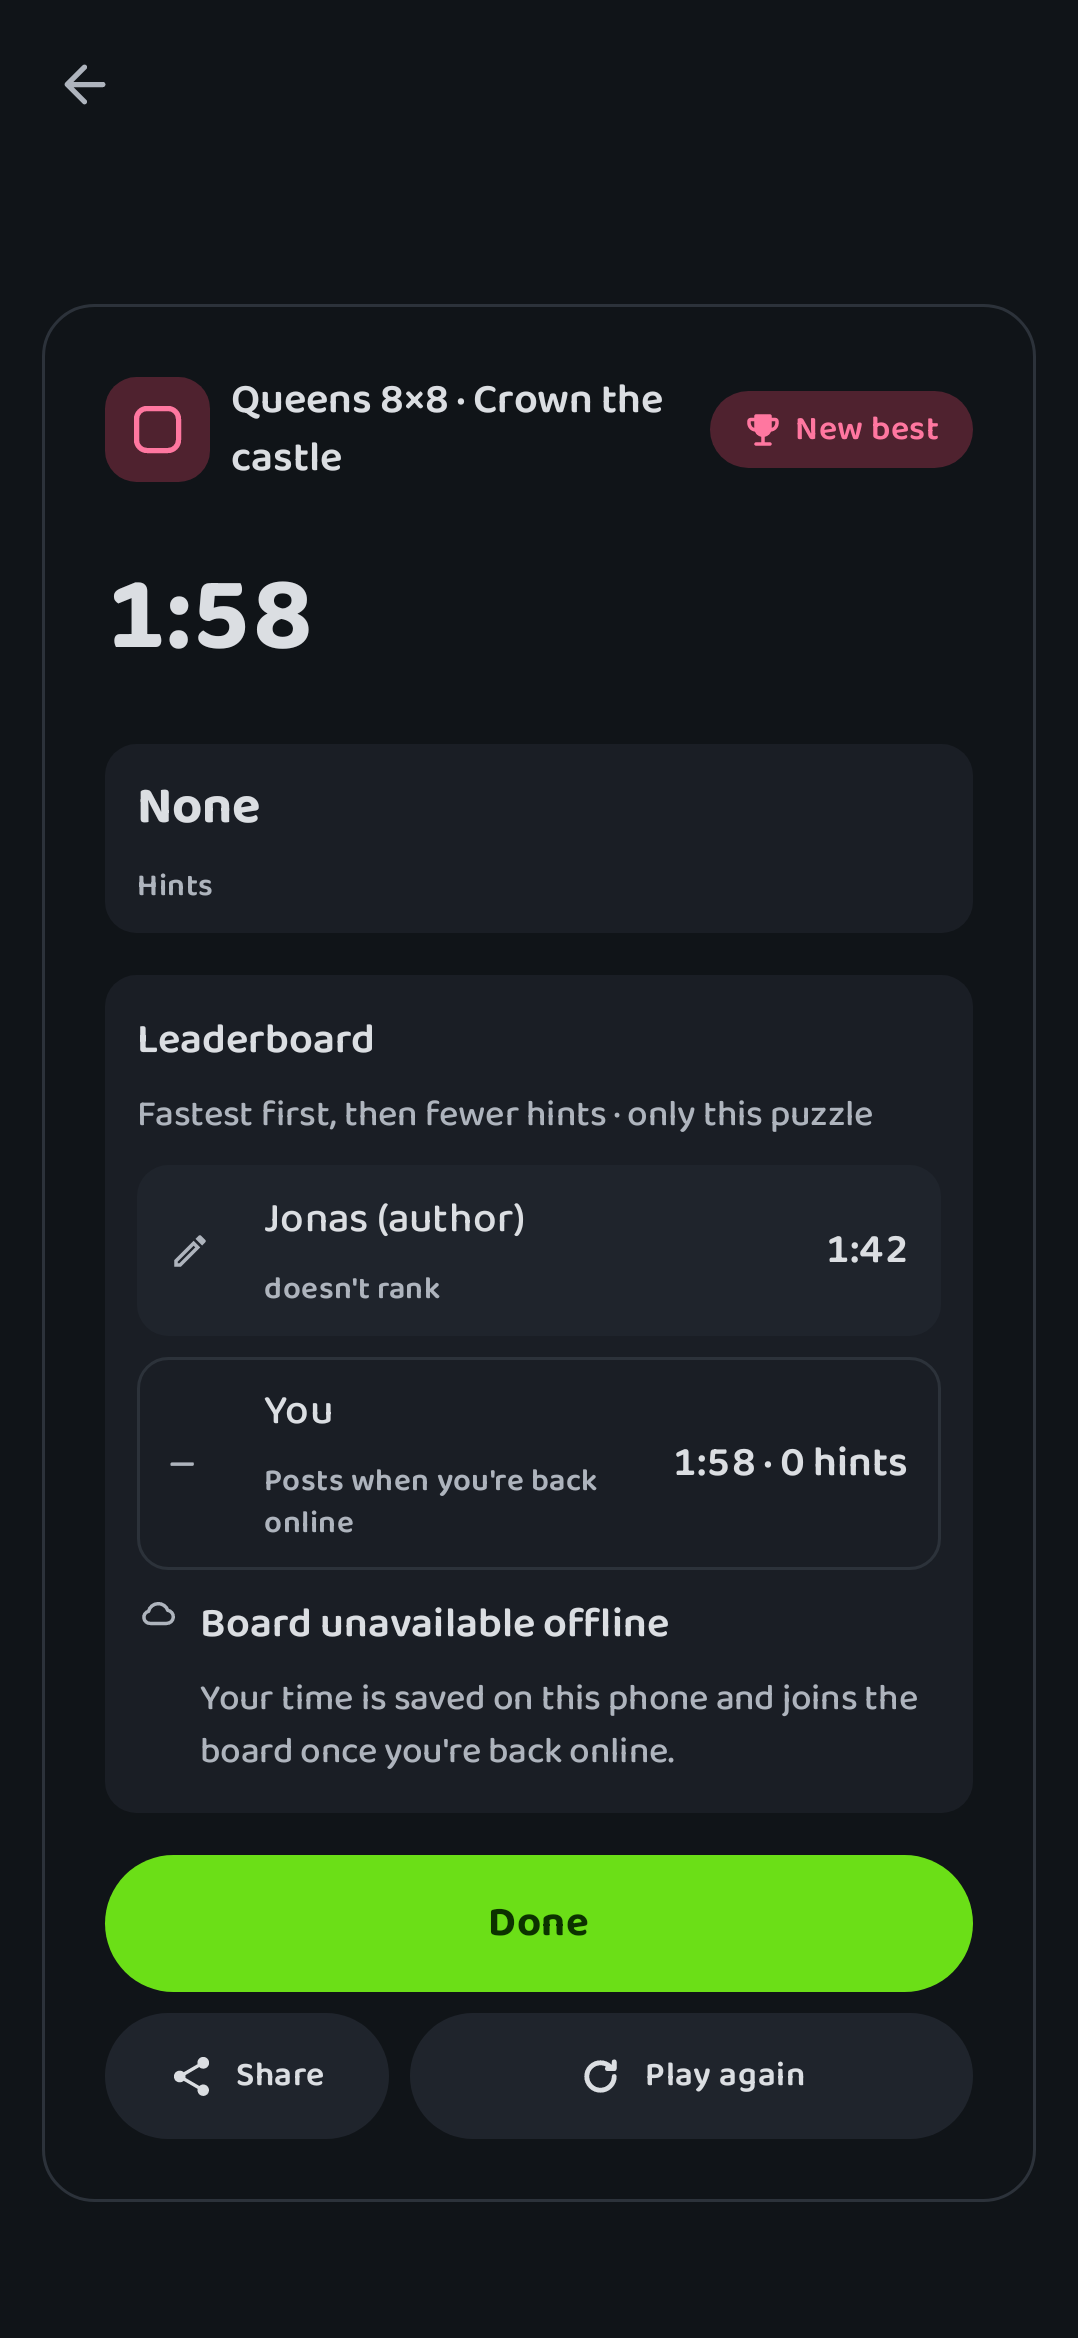 Queens 8×8 · Crown the
castle
New best
1:58
None
Hints
Leaderboard
Fastest first, then fewer hints · only this puzzle
Jonas (author)
doesn't rank
1:42
–
You
Posts when you're back
online
1:58 · 0 hints
Board unavailable offline
Your time is saved on this phone and joins the
board once you're back online.
Done
Share
Play again